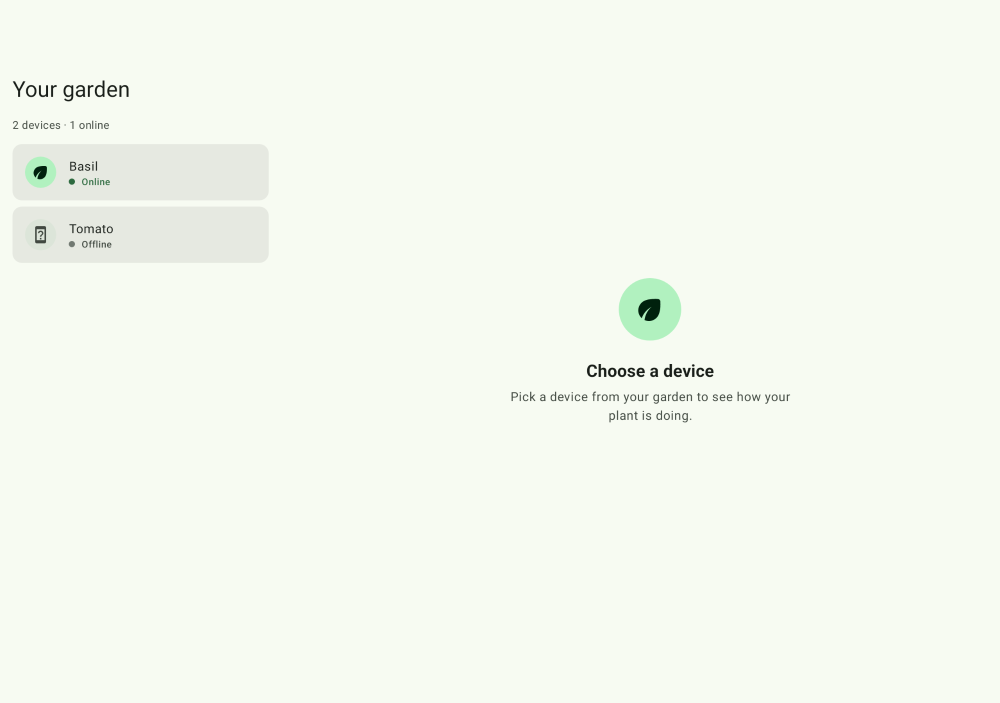 Your garden
2 devices · 1 online
Basil
Online
Tomato
Offline
Choose a device
Pick a device from your garden to see how your
plant is doing.